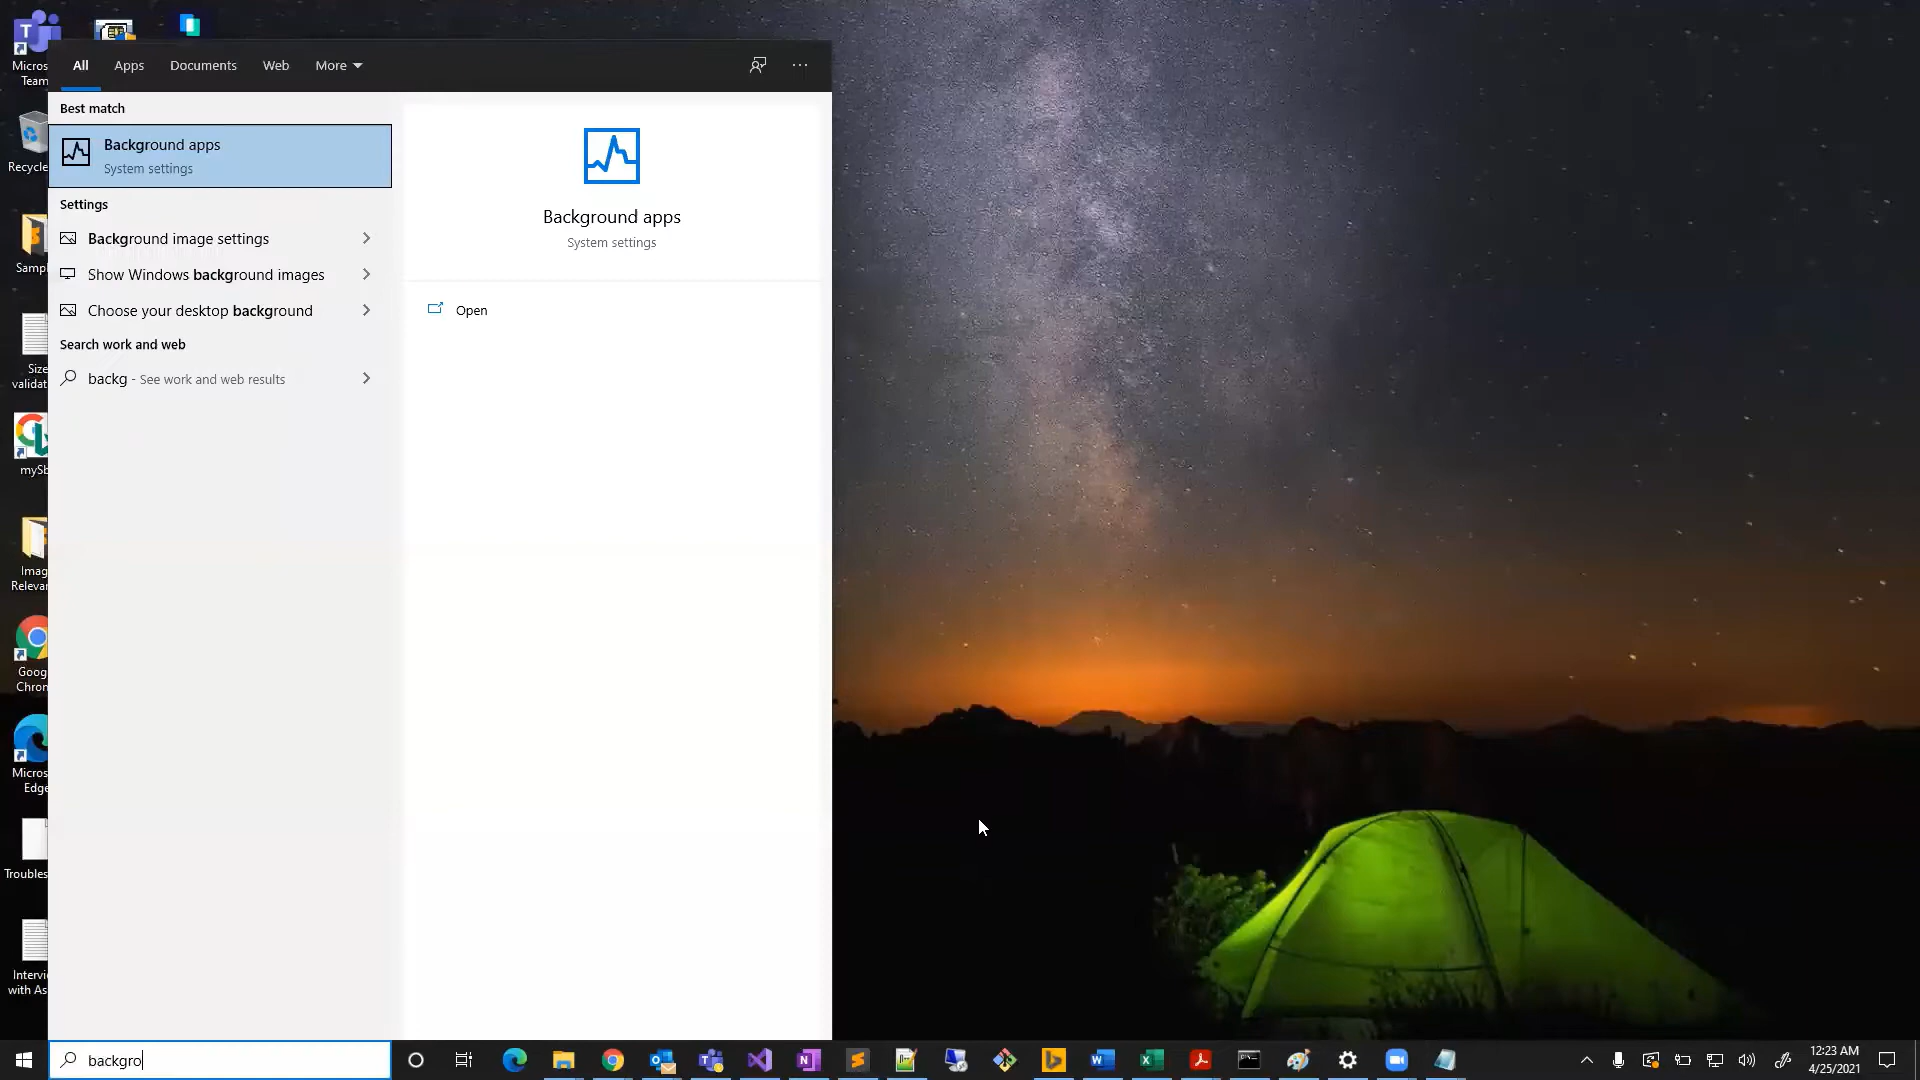 Micros
Team
Recycle
Sampl
Size
validat
mySb
Imag
Relevan
Goog
Chrom
Micros
Edge
Troubles
Intervi
with As
All
Apps
Documents
Web
More
Best match
Background apps
System settings
Settings
Background image settings
Show Windows background images
Choose your desktop background
Search work and web
backg - See work and web results
Background apps
System settings
Open
backgro
12:23 AM
4/25/2021